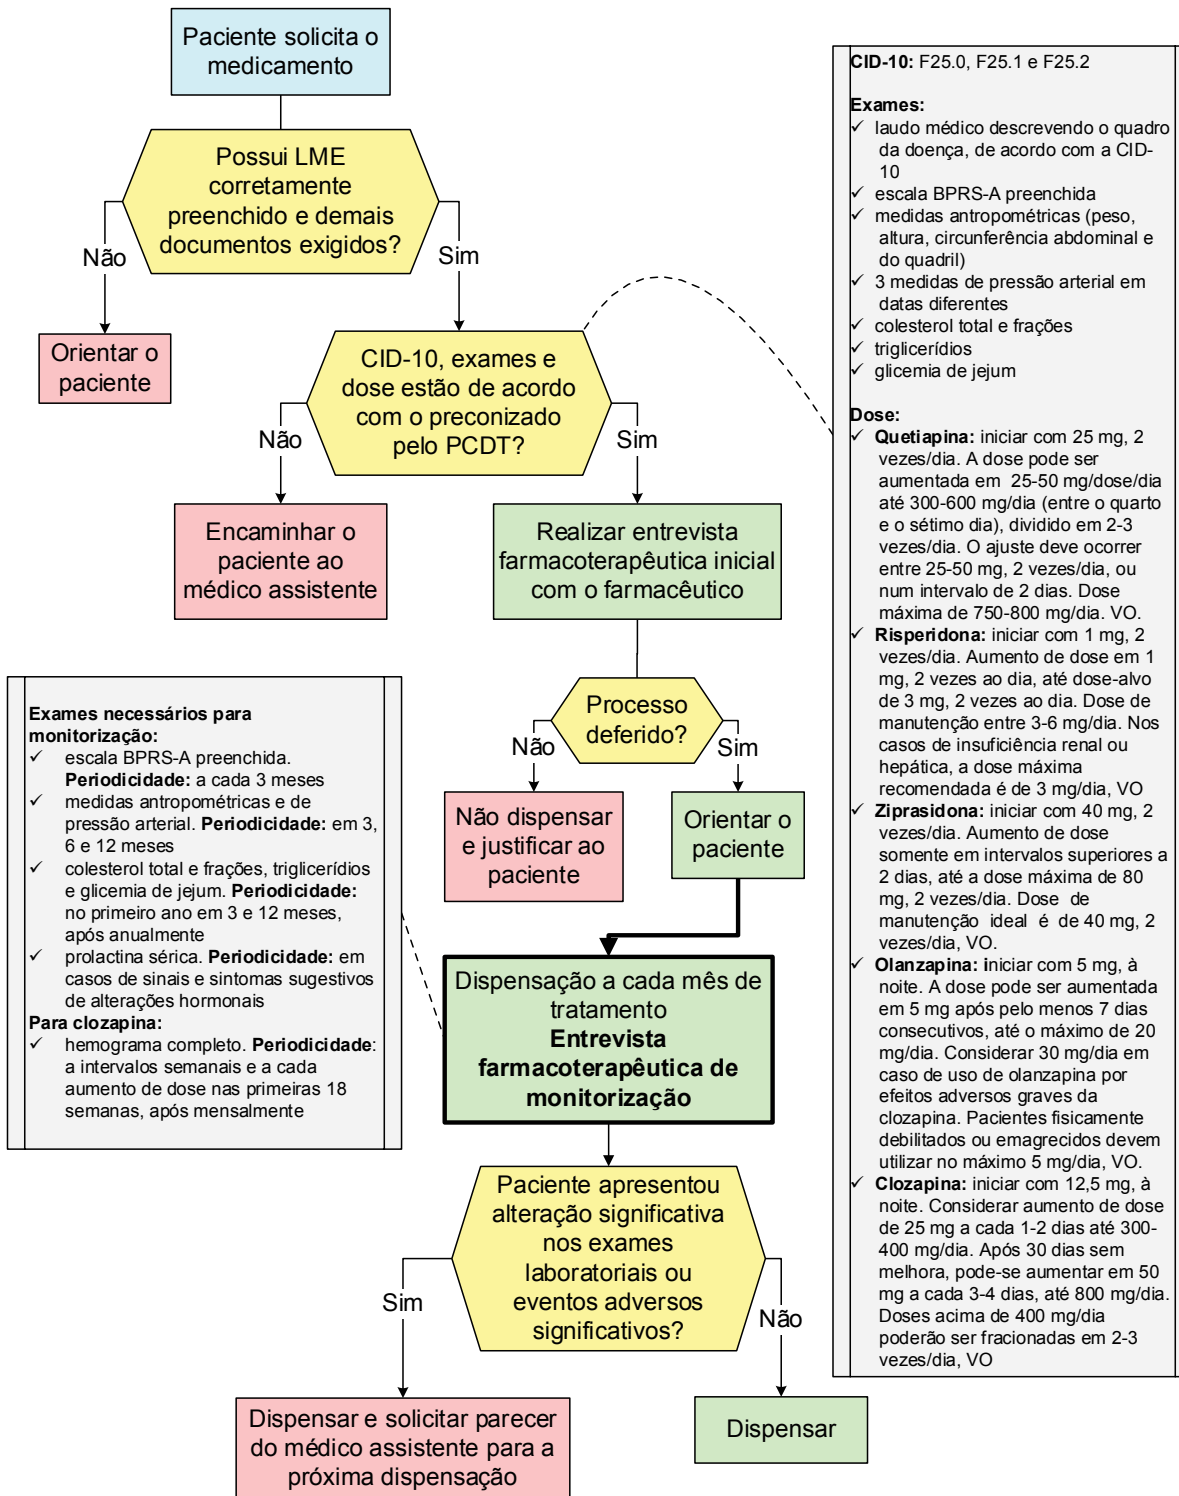 Paciente solicita o
medicamento
Possui LME
corretamente
preenchido e demais
documentos exigidos?
Não
Sim
Orientar o
paciente
CID-10, exames e
dose estão de acordo
com o preconizado
pelo PCDT?
Não
Sim
Encaminhar o
paciente ao
médico assistente
Realizar entrevista
farmacoterapêutica inicial
com o farmacêutico
Processo
deferido?
Não
Sim
Não dispensar
e justificar ao
paciente
Orientar o
paciente
Dispensação a cada mês de
tratamento
Entrevista
farmacoterapêutica de
monitorização
Paciente apresentou
alteração significativa
nos exames
laboratoriais ou
eventos adversos
significativos?
Sim
Não
Dispensar e solicitar parecer
do médico assistente para a
próxima dispensação
Dispensar
Exames necessários para
monitorização:
✓ escala BPRS-A preenchida.
Periodicidade: a cada 3 meses
✓ medidas antropométricas e de
pressão arterial. Periodicidade: em 3,
6 e 12 meses
✓ colesterol total e frações, triglicerídios
e glicemia de jejum. Periodicidade:
no primeiro ano em 3 e 12 meses,
após anualmente
✓ prolactina sérica. Periodicidade: em
casos de sinais e sintomas sugestivos
de alterações hormonais
Para clozapina:
✓ hemograma completo. Periodicidade:
a intervalos semanais e a cada
aumento de dose nas primeiras 18
semanas, após mensalmente
CID-10: F25.0, F25.1 e F25.2
Exames:
✓ laudo médico descrevendo o quadro
da doença, de acordo com a CID-
10
✓ escala BPRS-A preenchida
✓ medidas antropométricas (peso,
altura, circunferência abdominal e
do quadril)
✓ 3 medidas de pressão arterial em
datas diferentes
✓ colesterol total e frações
✓ triglicerídios
✓ glicemia de jejum
Dose:
✓ Quetiapina: iniciar com 25 mg, 2
vezes/dia. A dose pode ser
aumentada em 25-50 mg/dose/dia
até 300-600 mg/dia (entre o quarto
e o sétimo dia), dividido em 2-3
vezes/dia. O ajuste deve ocorrer
entre 25-50 mg, 2 vezes/dia, ou
num intervalo de 2 dias. Dose
máxima de 750-800 mg/dia. VO.
✓ Risperidona: iniciar com 1 mg, 2
vezes/dia. Aumento de dose em 1
mg, 2 vezes ao dia, até dose-alvo
de 3 mg, 2 vezes ao dia. Dose de
manutenção entre 3-6 mg/dia. Nos
casos de insuficiência renal ou
hepática, a dose máxima
recomendada é de 3 mg/dia, VO
✓ Ziprasidona: iniciar com 40 mg, 2
vezes/dia. Aumento de dose
somente em intervalos superiores a
2 dias, até a dose máxima de 80
mg, 2 vezes/dia. Dose de
manutenção ideal é de 40 mg, 2
vezes/dia, VO.
✓ Olanzapina: iniciar com 5 mg, à
noite. A dose pode ser aumentada
em 5 mg após pelo menos 7 dias
consecutivos, até o máximo de 20
mg/dia. Considerar 30 mg/dia em
caso de uso de olanzapina por
efeitos adversos graves da
clozapina. Pacientes fisicamente
debilitados ou emagrecidos devem
utilizar no máximo 5 mg/dia, VO.
✓ Clozapina: iniciar com 12,5 mg, à
noite. Considerar aumento de dose
de 25 mg a cada 1-2 dias até 300-
400 mg/dia. Após 30 dias sem
melhora, pode-se aumentar em 50
mg a cada 3-4 dias, até 800 mg/dia.
Doses acima de 400 mg/dia
poderão ser fracionadas em 2-3
vezes/dia, VO